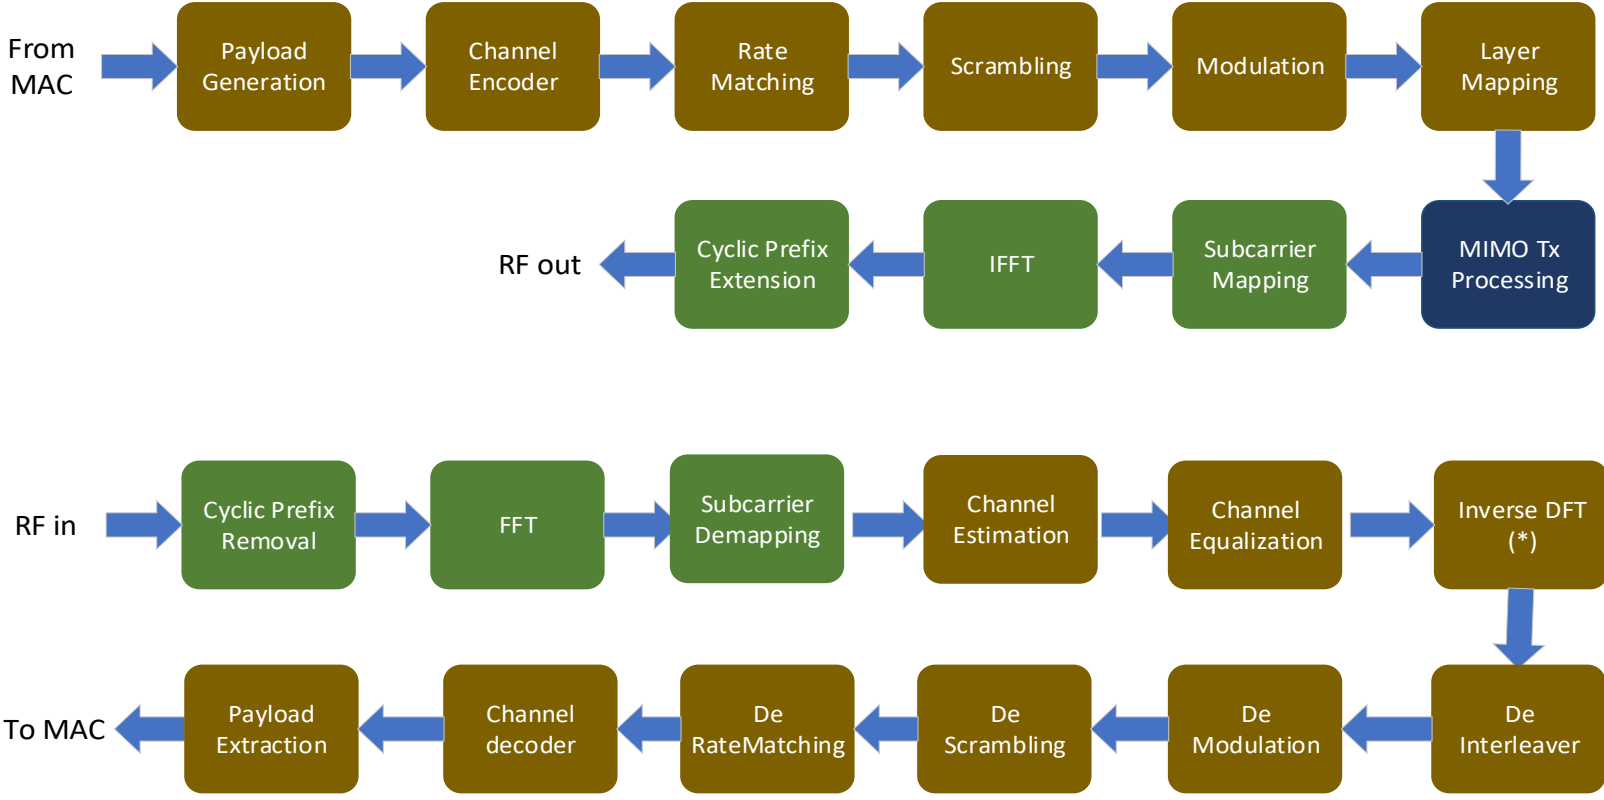 From
MAC
Payload
Generation
Channel
Encoder
Rate
Matching
Scrambling
Modulation
Layer
Mapping
RF out
Cyclic Prefix
Extension
IFFT
Subcarrier
Mapping
MIMO Tx
Processing
RF in
Cyclic Prefix
Removal
FFT
Subcarrier
Demapping
Channel
Estimation
Channel
Equalization
Inverse DFT
(*)
To MAC
Payload
Extraction
Channel
decoder
De
RateMatching
De
Scrambling
De
Modulation
De
Interleaver